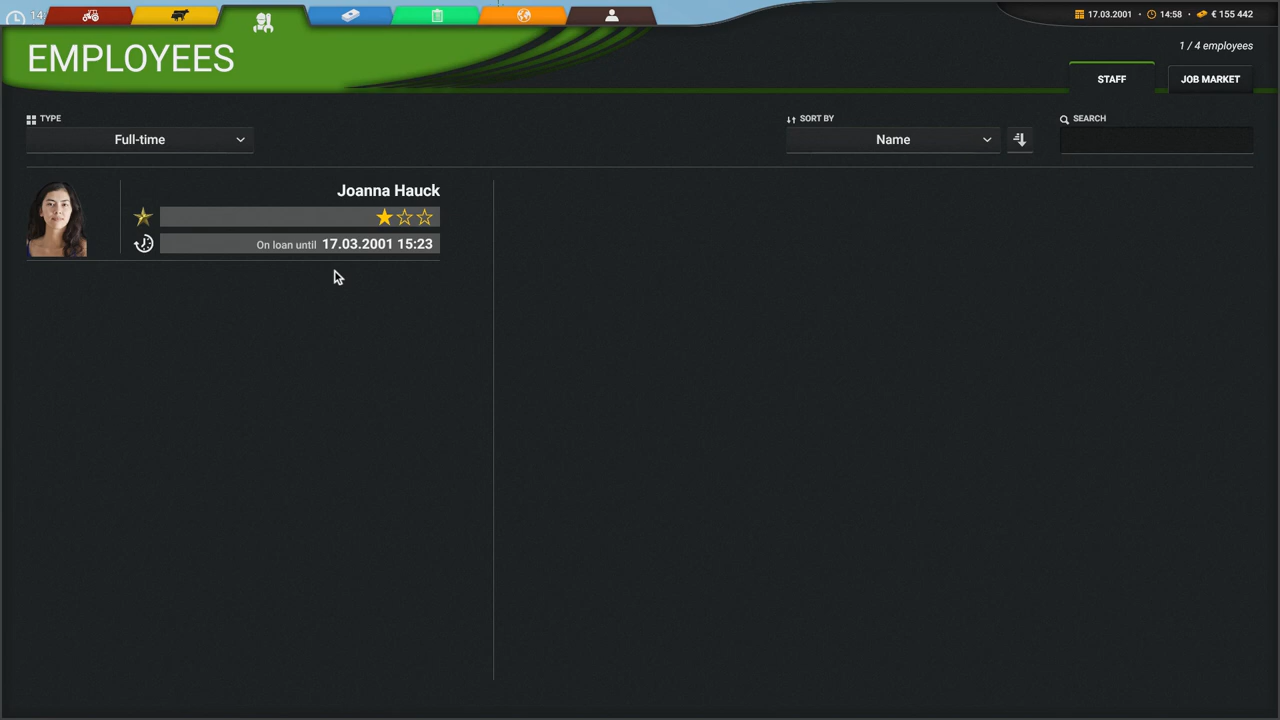 14
17.03.2001 • 14:58 • € 155 442
EMPLOYEES
1 / 4 employees
STAFF
JOB MARKET
TYPE
Full-time
SORT BY
Name
SEARCH
Joanna Hauck
On loan until 17.03.2001 15:23